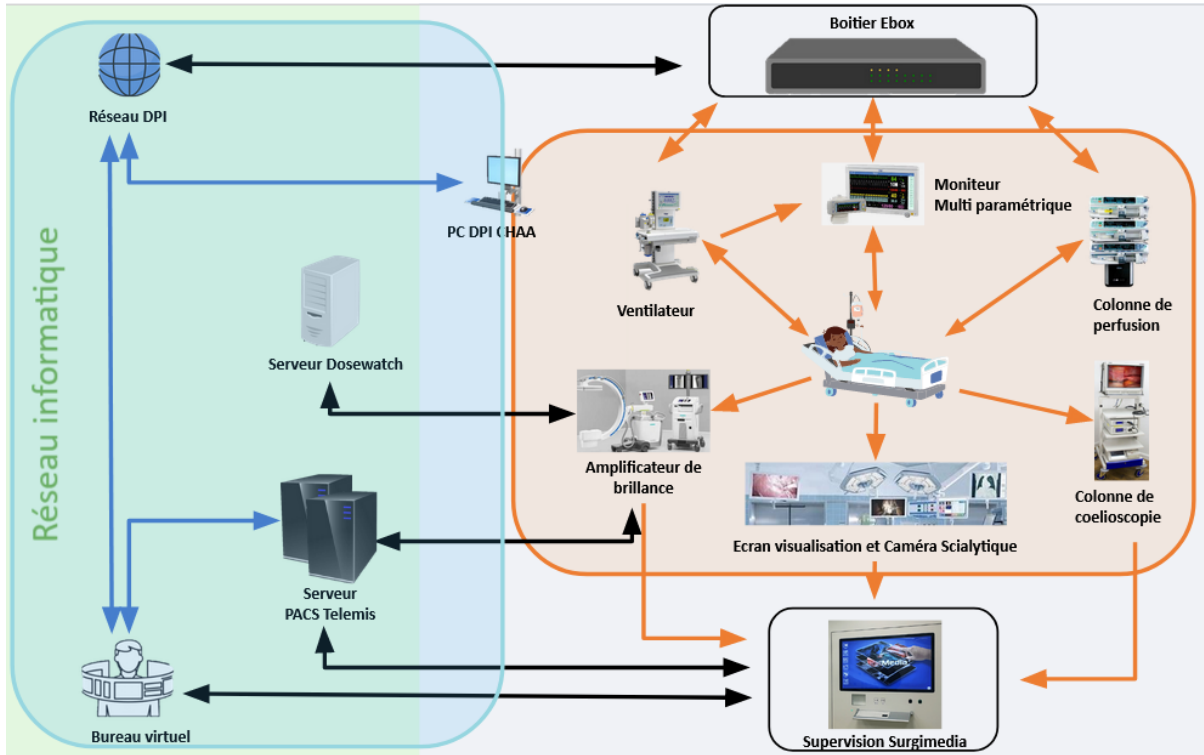 Boitier Ebox
Réseau DPI
Moniteur
Multi paramétrique
PC DPI CHAA
Ventilateur
Colonne de
perfusion
Réseau informatique
Serveur Dosewatch
Amplificateur de
brillance
Colonne de
coelioscopie
Ecran visualisation et Caméra Scialytique
Serveur
PACS Telemis
Media
Bureau virtuel
Supervision Surgimedia